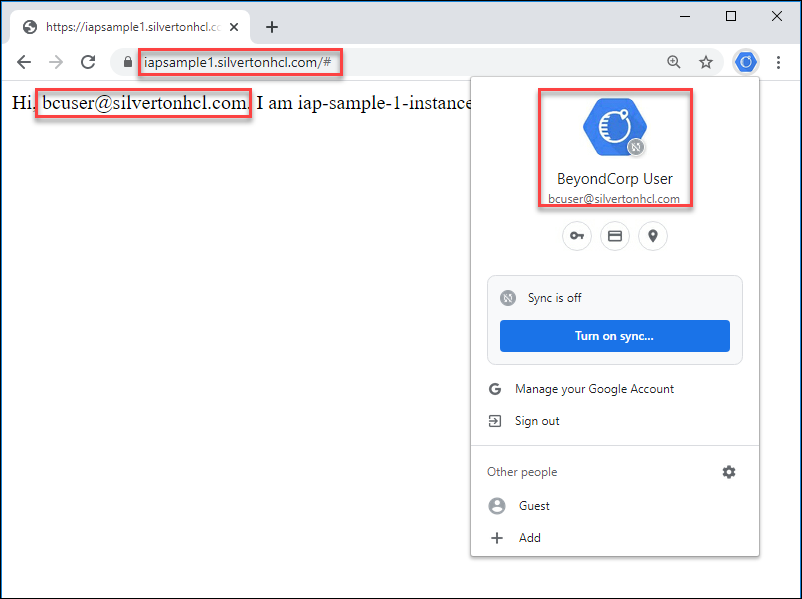 https://iapsample1.silvertonhcl.co
iapsample1.silvertonhcl.com/#
Hi, bcuser@silvertonhcl.com. I am iap-sample-1-instance
BeyondCorp User
bcuser@silvertonhcl.com
Sync is off
Turn on sync...
Manage your Google Account
Sign out
Other people
Guest
Add